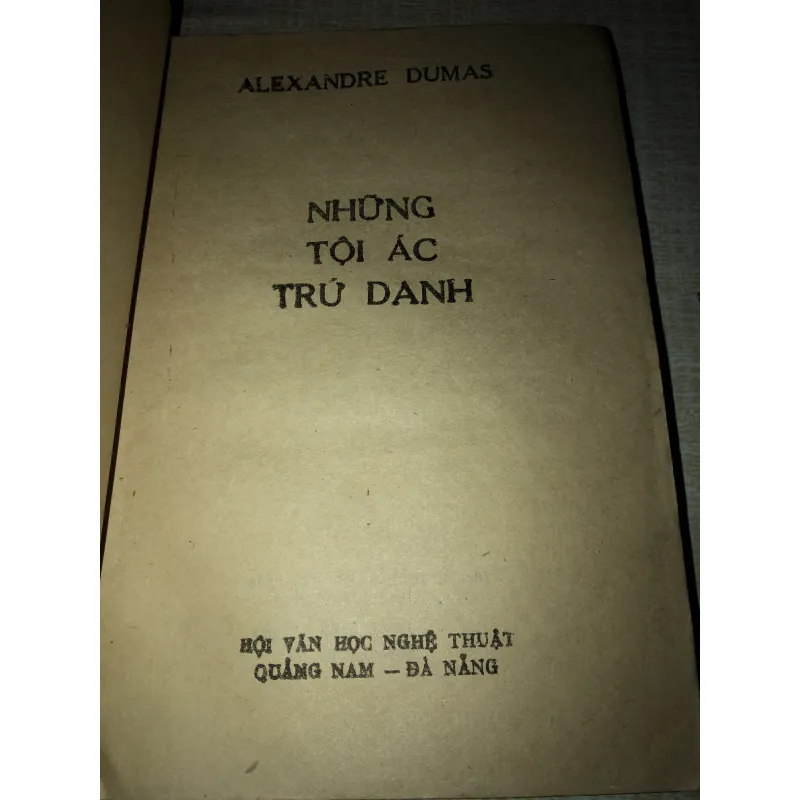 ALEXANDRE DUMAS
NHỮNG
TỘI ÁC
TRỨ DANH
HỘI VĂN HỌC NGHỆ THUẬT
QUẢNG NAM — ĐÀ NẴNG